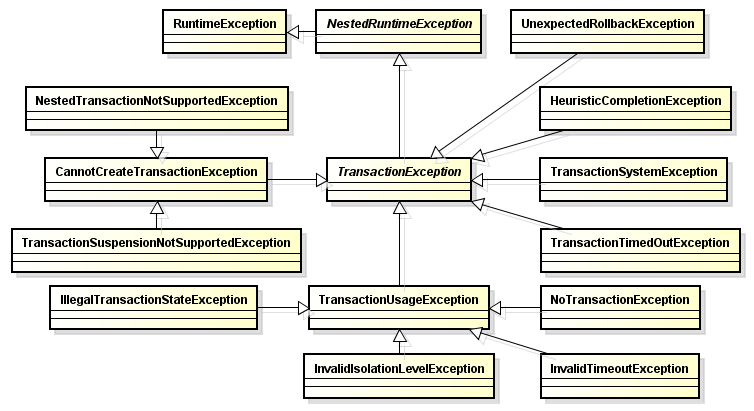 RuntimeException
NestedRuntimeException
UnexpectedRollbackException
NestedTransactionNotSupportedException
HeuristicCompletionException
CannotCreateTransactionException
TransactionException
TransactionSystemException
TransactionSuspensionNotSupportedException
TransactionTimedOutException
IllegalTransactionStateException
TransactionUsageException
NoTransactionException
InvalidIsolationLevelException
InvalidTimeoutException